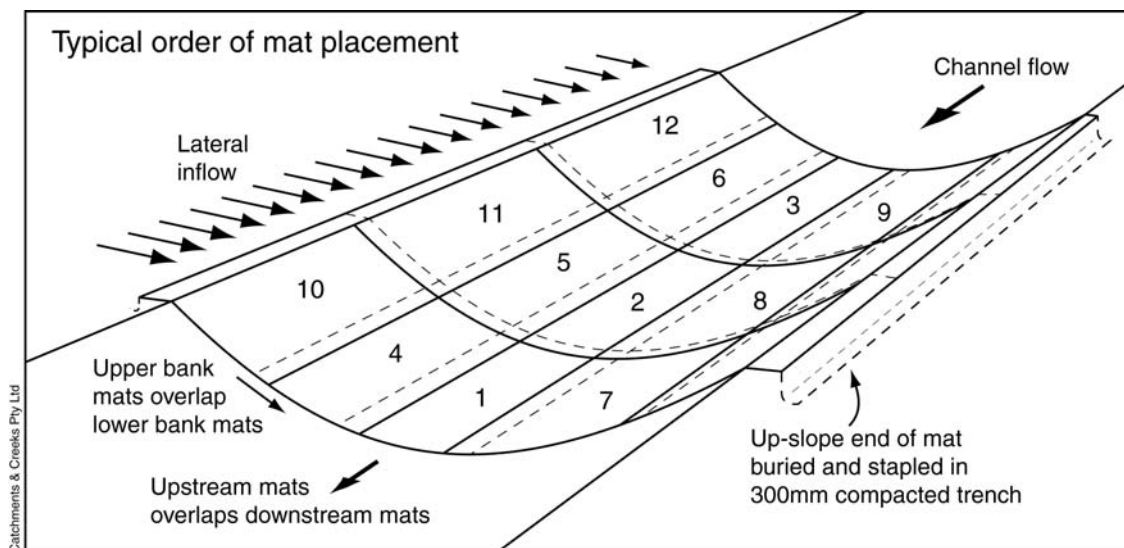 Typical order of mat placement
Channel flow
Lateral
inflow
12
6
3
9
11
5
2
8
10
4
1
7
Upper bank
mats overlap
lower bank mats
Upstream mats
overlaps downstream mats
Up-slope end of mat
buried and stapled in
300mm compacted trench
Catchments & Creeks Pty Ltd